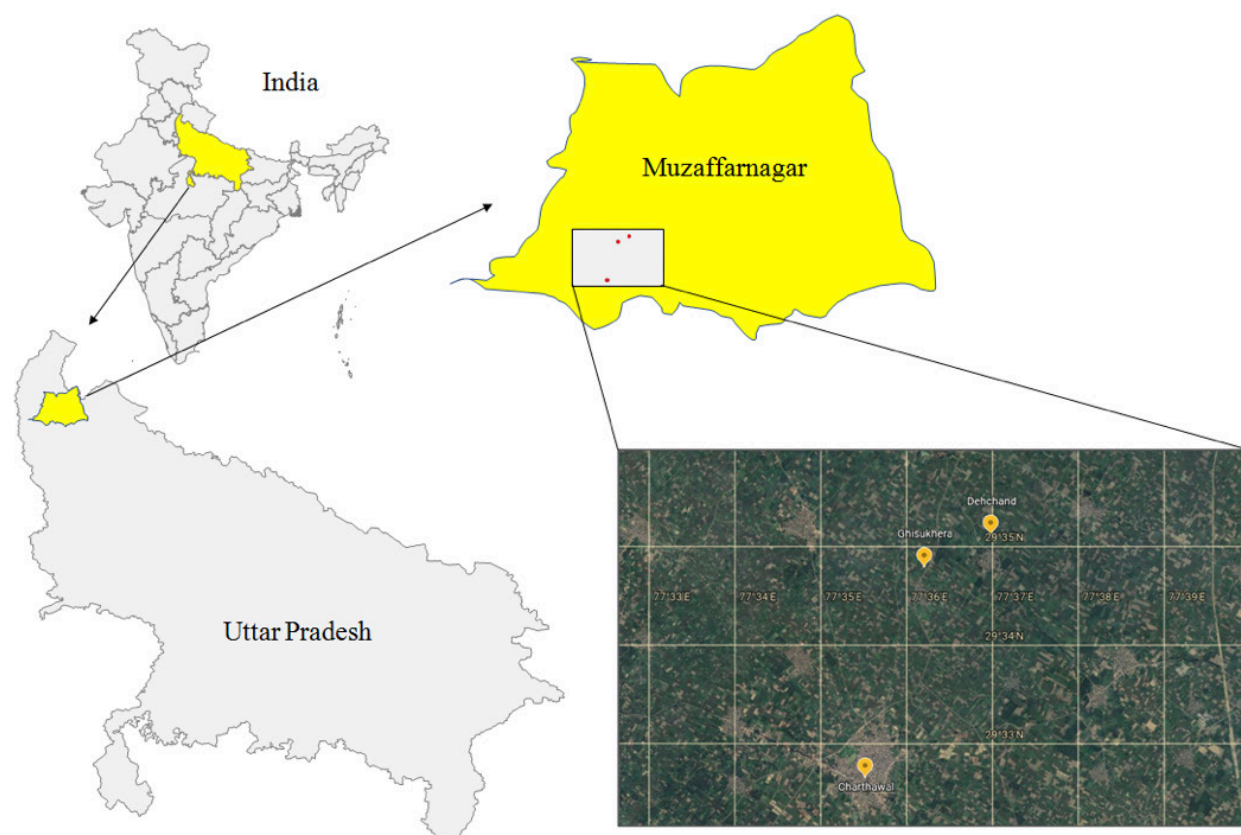 India
Muzaffarnagar
Uttar Pradesh
Dehchand
29°35 N
Ghisukhera
77°33 E
77°34 E
77°35 E
77°36 E
77°37 E
77°38 E
77°39 E
29°34 N
29°33 N
Charthawal